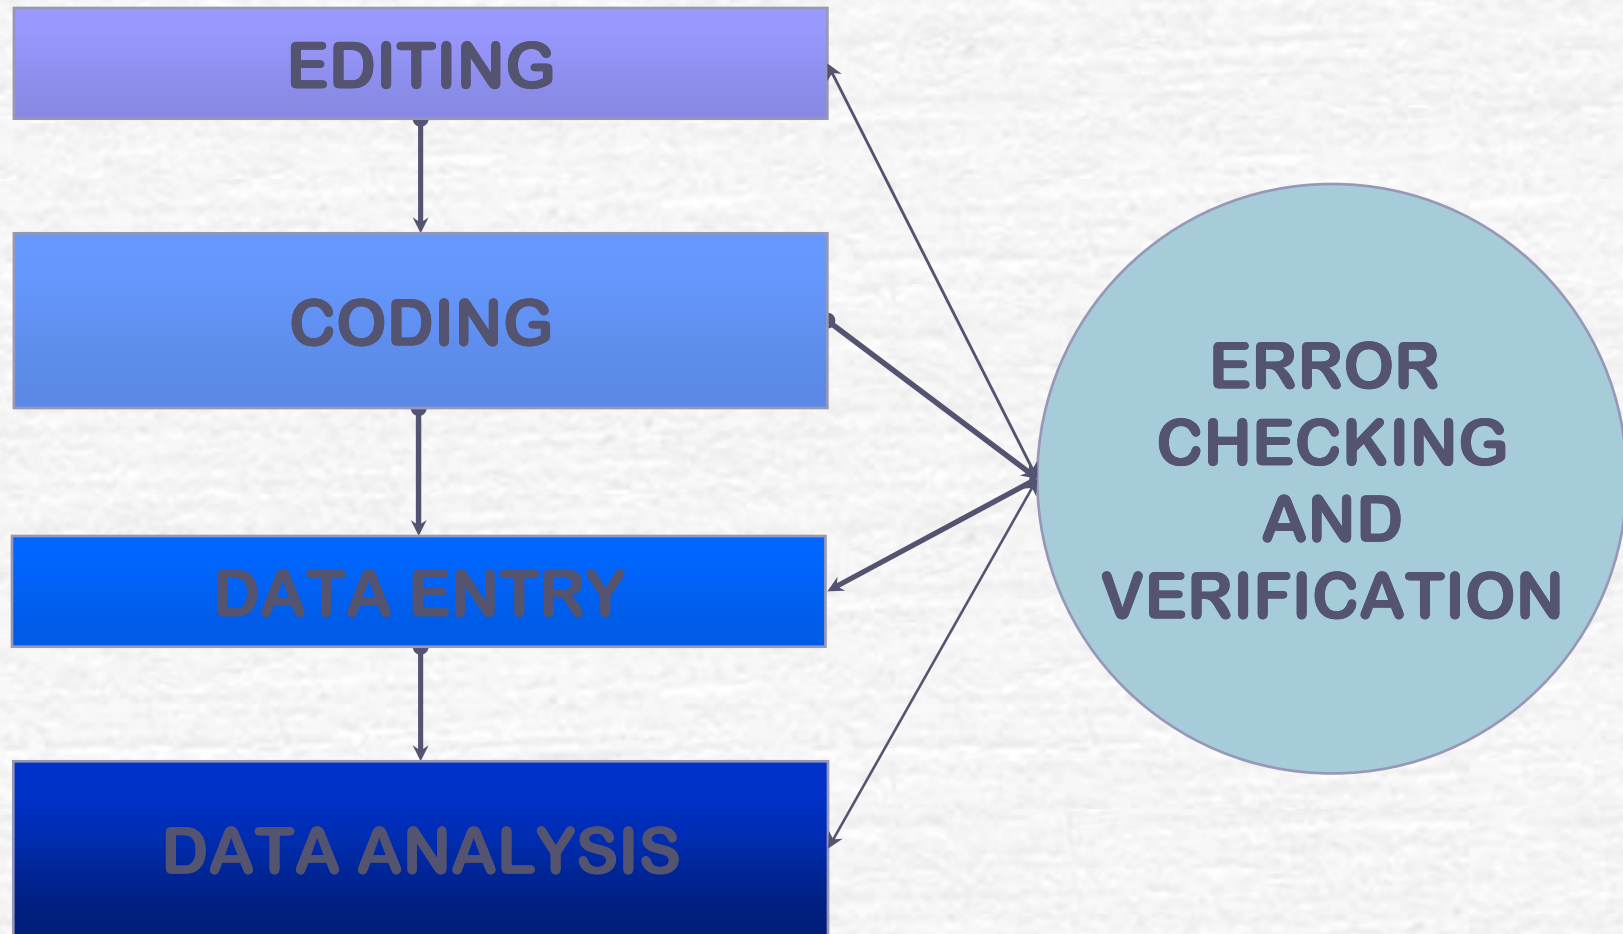 EDITING
CODING
DATA ENTRY
DATA ANALYSIS
ERROR
CHECKING
AND
VERIFICATION